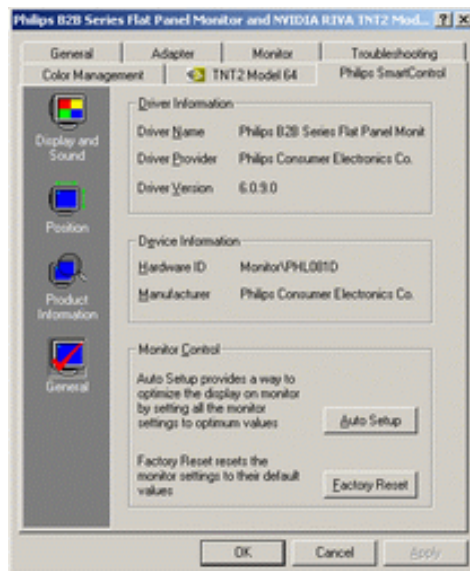 Philips B2B Series Flat Panel Monitor and NVIDIA RIVA TNT2 Mod...
General Adapter Monitor Troubleshooting
Color Management TNT2 Model 64 Philips SmartControl
Display and
Sound
Position
Product
Information
General
Driver Information
Driver Name Philips B2B Series Flat Panel Monit
Driver Provider Philips Consumer Electronics Co.
Driver Version 6.0.9.0
Device Information
Hardware ID Monitor\PHL081D
Manufacturer Philips Consumer Electronics Co.
Monitor Control
Auto Setup provides a way to
optimize the display on monitor
by setting all the monitor
settings to optimum values
Auto Setup
Factory Reset resets the
monitor settings to their default
values
Factory Reset
OK Cancel Apply